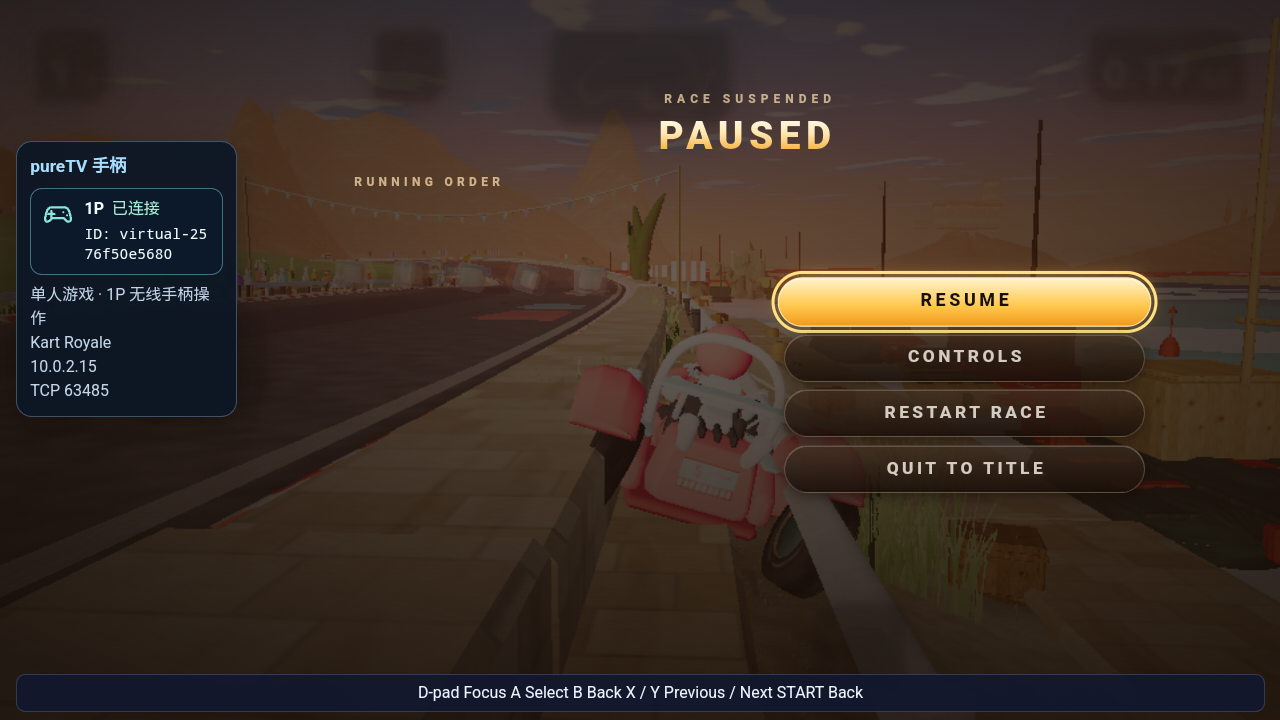 RACE SUSPENDED
PAUSED
pureTV 手柄
1P 已连接
ID: virtual-25
76f50e5680
单人游戏 · 1P 无线手柄操
作
Kart Royale
10.0.2.15
TCP 63485
RUNNING ORDER
RESUME
CONTROLS
RESTART RACE
QUIT TO TITLE
D-pad Focus A Select B Back X / Y Previous / Next START Back